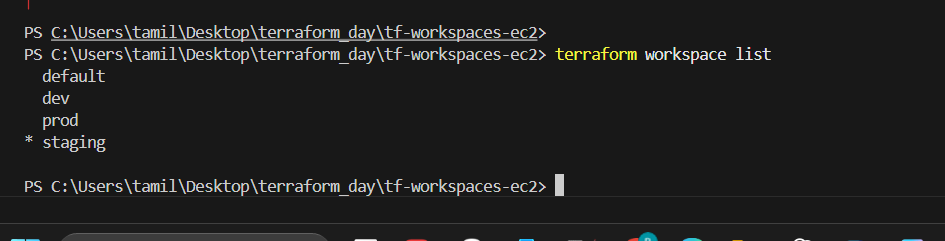 PS C:\Users\tamil\Desktop\terraform_day\tf-workspaces-ec2>
PS C:\Users\tamil\Desktop\terraform_day\tf-workspaces-ec2> terraform workspace list
default
dev
prod
* staging
PS C:\Users\tamil\Desktop\terraform_day\tf-workspaces-ec2>